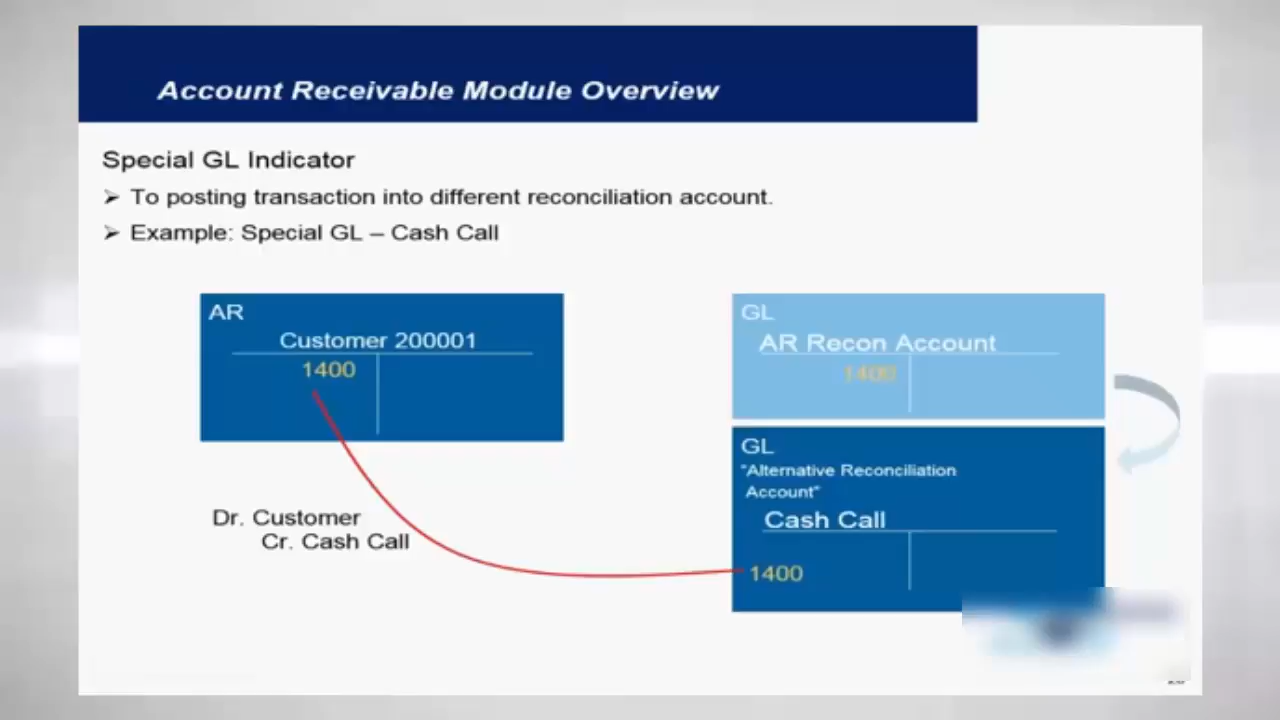 Account Receivable Module Overview
Special GL Indicator
➢ To posting transaction into different reconciliation account.
➢ Example: Special GL – Cash Call
AR
Customer 200001
1400
Dr. Customer
Cr. Cash Call
GL
AR Recon Account
1400
GL
"Alternative Reconciliation
Account"
Cash Call
1400